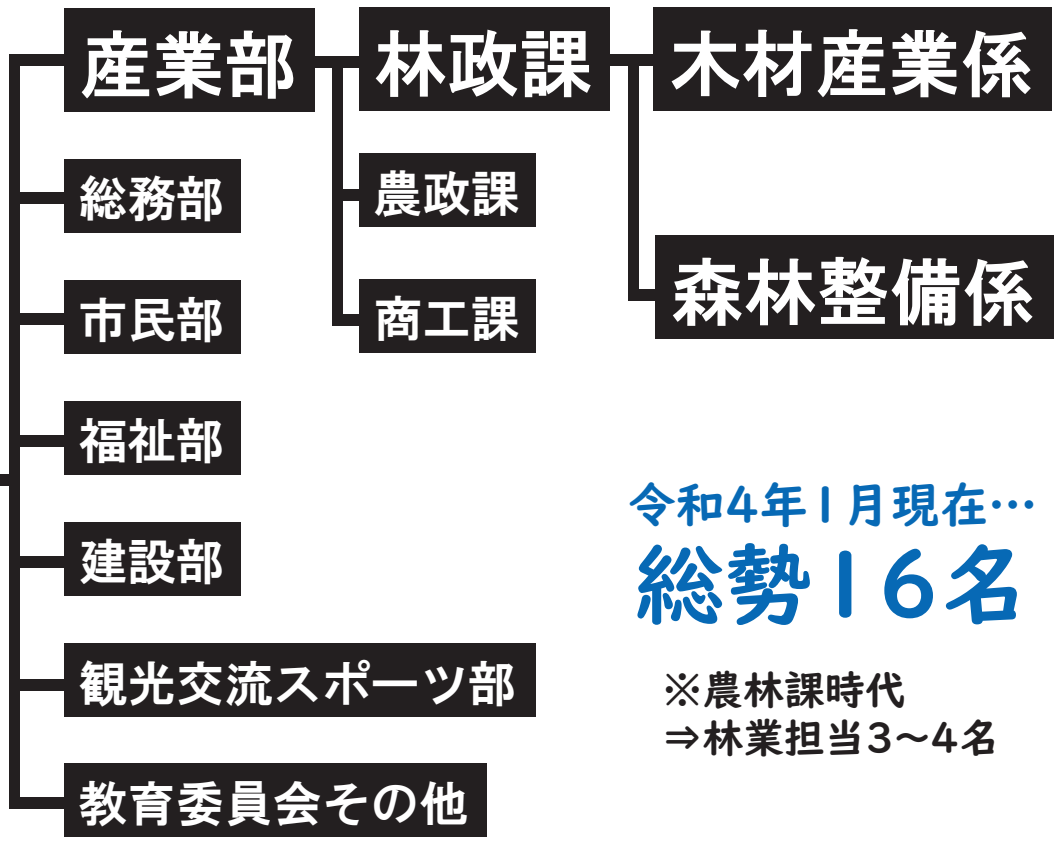 産業部
林政課
木材産業係
総務部
農政課
森林整備係
市民部
商工課
福祉部
建設部
観光交流スポーツ部
教育委員会その他
令和4年1月現在…
総勢16名
※農林課時代
⇒林業担当3～4名